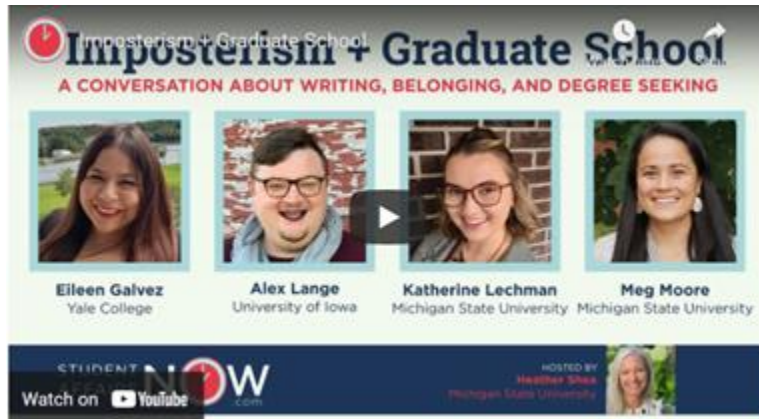 Imposterism + Graduate School
Imposterism + Graduate School
A CONVERSATION ABOUT WRITING, BELONGING, AND DEGREE SEEKING
Eileen Galvez
Yale College
Alex Lange
University of Iowa
Katherine Lechman
Michigan State University
Meg Moore
Michigan State University
STUDENT
NOW
.com
HOSTED BY
Heather Shea
Michigan State University
Watch on YouTube